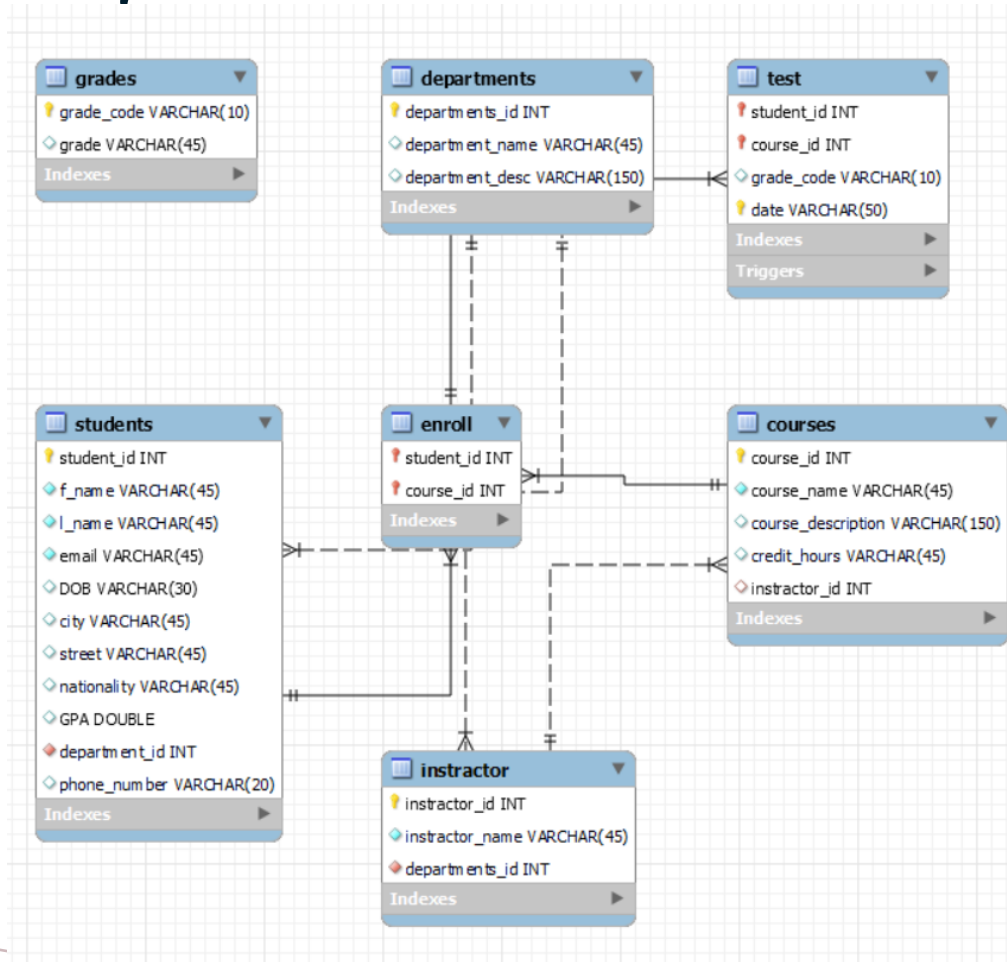 grades
grade_code VARCHAR(10)
grade VARCHAR(45)
Indexes
departments
departments_id INT
department_name VARCHAR(45)
department_desc VARCHAR(150)
Indexes
test
student_id INT
course_id INT
grade_code VARCHAR(10)
date VARCHAR(50)
Indexes
Triggers
students
student_id INT
f_name VARCHAR(45)
l_name VARCHAR(45)
email VARCHAR(45)
DOB VARCHAR(30)
city VARCHAR(45)
street VARCHAR(45)
nationality VARCHAR(45)
GPA DOUBLE
department_id INT
phone_number VARCHAR(20)
Indexes
enroll
student_id INT
course_id INT
Indexes
courses
course_id INT
course_name VARCHAR(45)
course_description VARCHAR(150)
credit_hours VARCHAR(45)
instructor_id INT
Indexes
instractor
instractor_id INT
instractor_name VARCHAR(45)
departments_id INT
Indexes